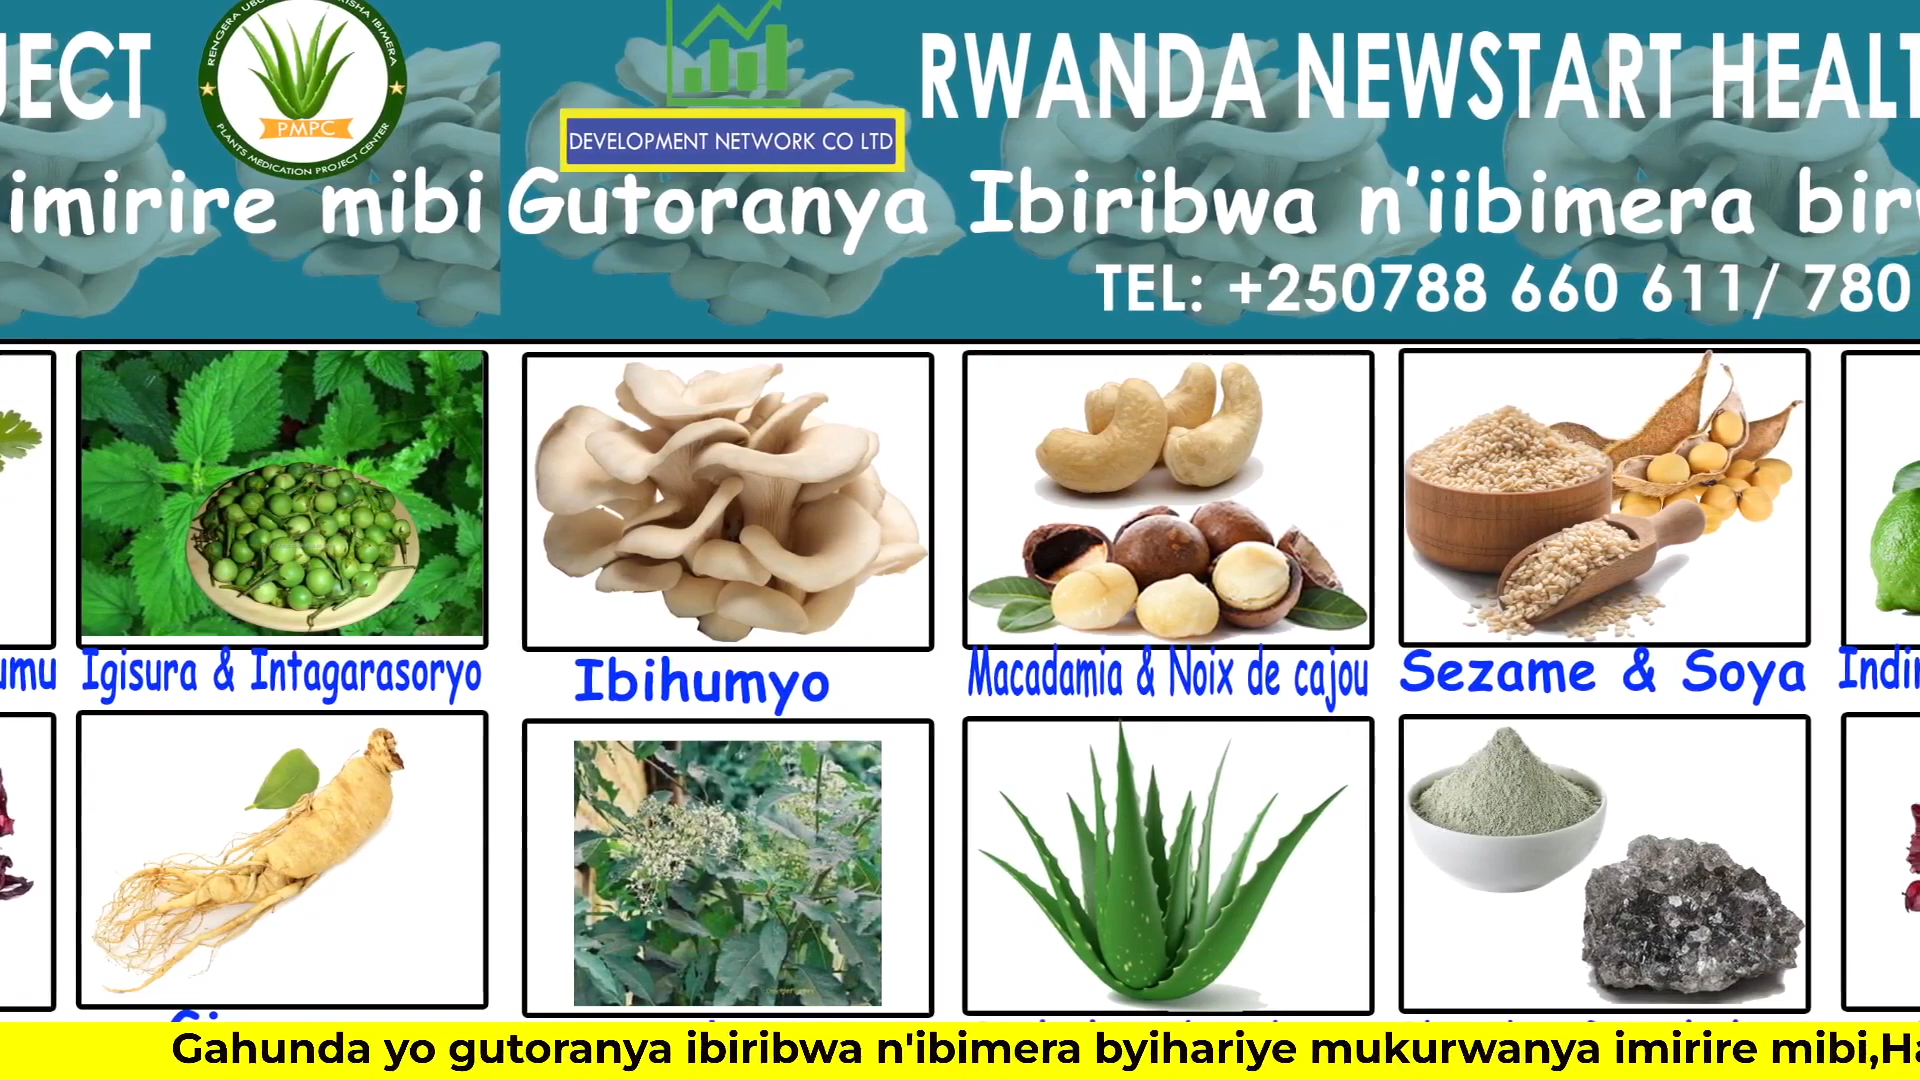 JECT
PMPC
PLANTS MEDICATION PROJECT CENTER
DEVELOPMENT NETWORK CO LTD
RWANDA NEWSTART HEALT
imirire mibi Gutoranya Ibiribwa n'iibimera bir
TEL: +250788 660 611/ 780
umu
Igisura & Intagarasoryo
Ibihumyo
Macadamia & Noix de cajou
Sezame & Soya
Indi
Gahunda yo gutoranya ibiribwa n'ibimera byihariye mukurwanya imirire mibi,Ha